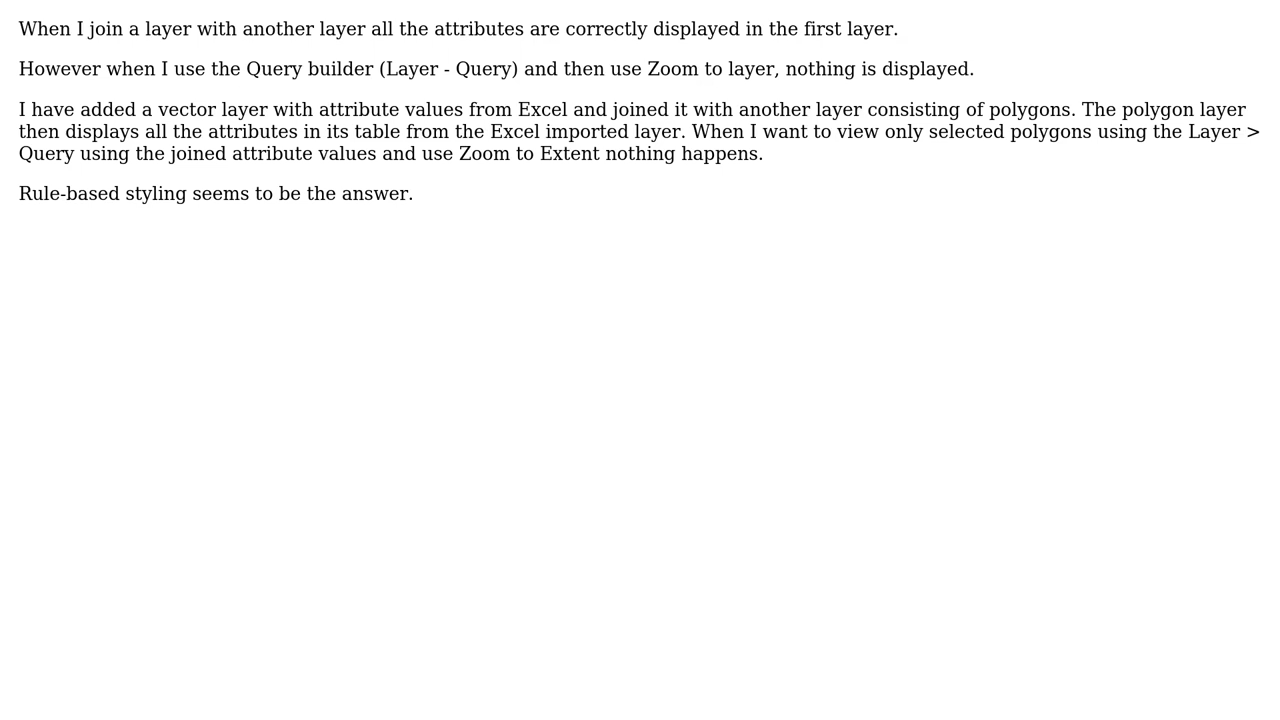 When I join a layer with another layer all the attributes are correctly displayed in the first layer.
However when I use the Query builder (Layer - Query) and then use Zoom to layer, nothing is displayed.
I have added a vector layer with attribute values from Excel and joined it with another layer consisting of polygons. The polygon layer
then displays all the attributes in its table from the Excel imported layer. When I want to view only selected polygons using the Layer >
Query using the joined attribute values and use Zoom to Extent nothing happens.
Rule-based styling seems to be the answer.